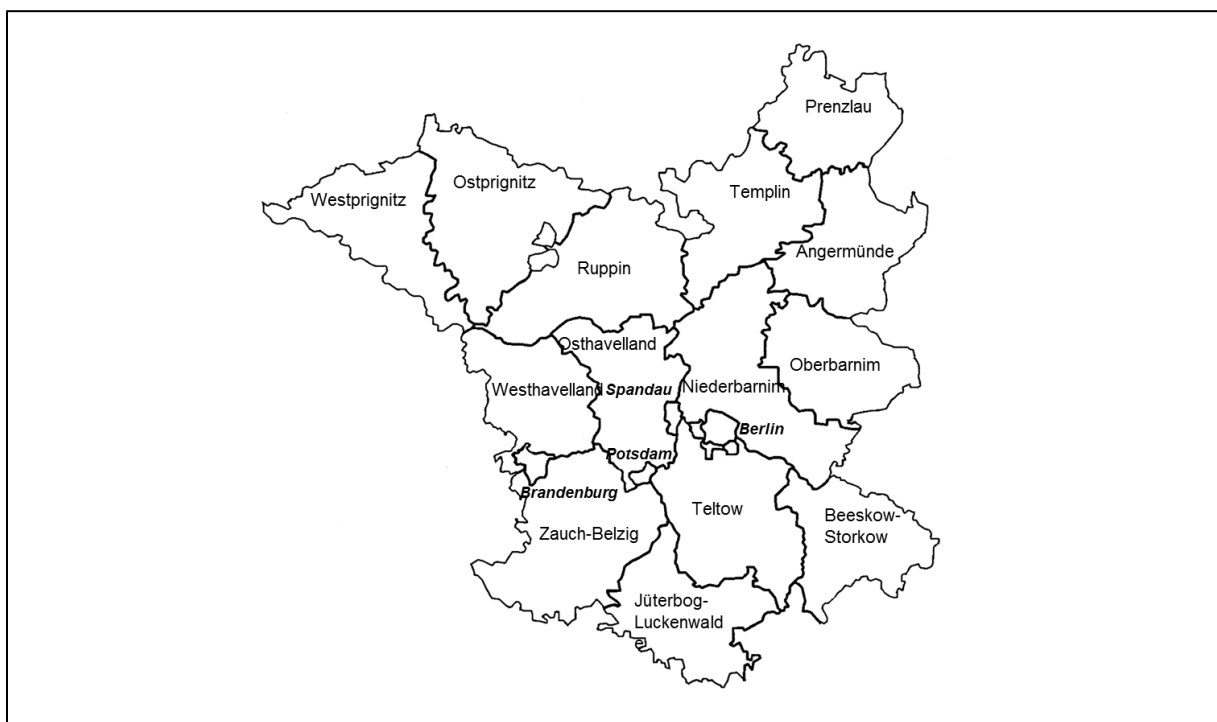 Prenzlau
Ostprignitz
Templin
Westprignitz
Angermünde
Ruppin
Osthavelland
Oberbarnim
Westhavelland
Spandau
Niederbarnim
Berlin
Potsdam
Brandenburg
Teltow
Beeskow-
Storkow
Zauch-Belzig
Jüterbog-
Luckenwald
e